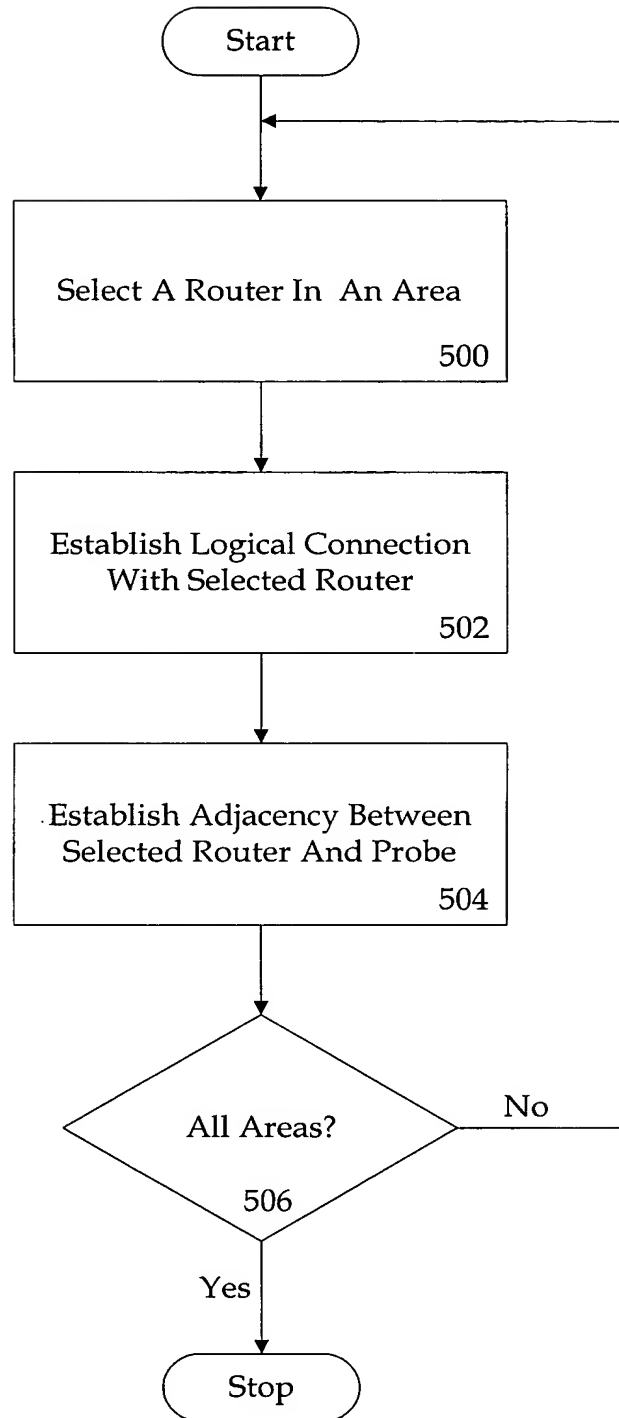 Start
Select A Router In An Area
500
Establish Logical Connection
With Selected Router
502
Establish Adjacency Between
Selected Router And Probe
504
All Areas?
506
No
Yes
Stop